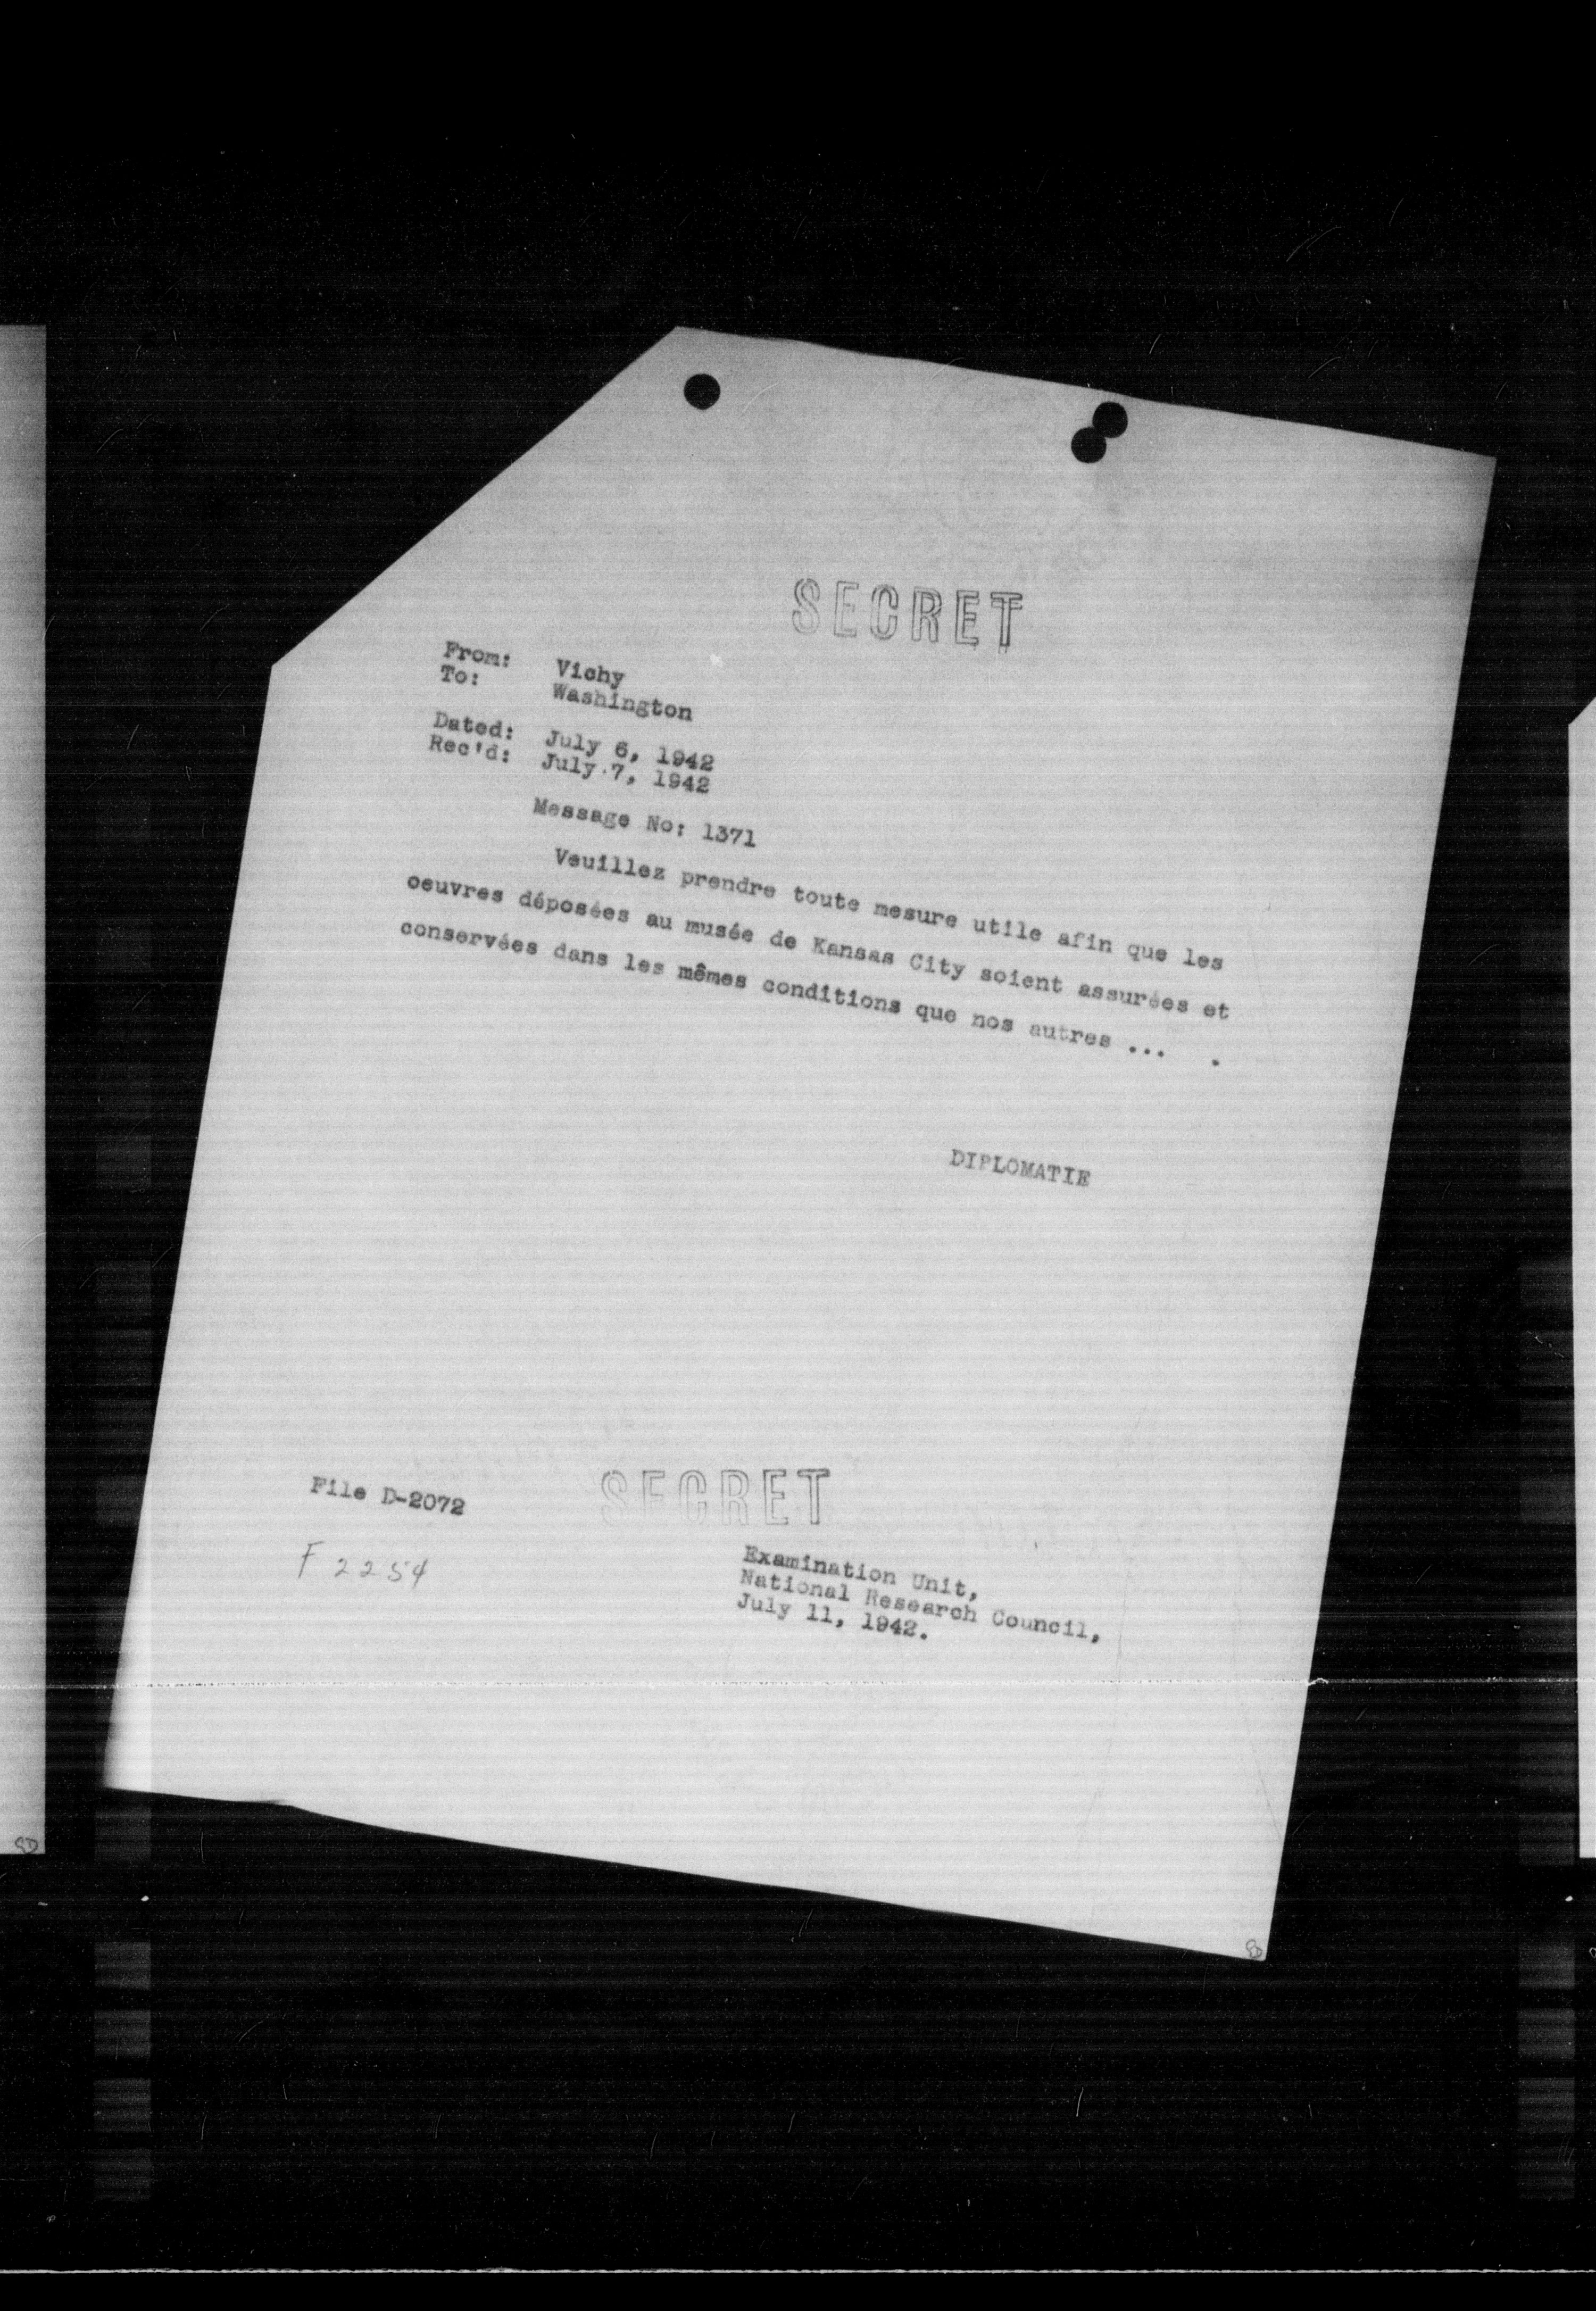 SECRET
From: Vichy
To: Washington
Dated: July 6, 1942
Rec'd: July 7, 1942
Message No: 1371
Veuillez prendre toute mesure utile afin que les
oeuvres déposées au musée de Kansas City soient assurées et
conservées dans les mêmes conditions que nos autres ... .
DIPLOMATIE
File D-2072
SECRET
F 2254
Examination Unit,
National Research Council,
July 11, 1942.